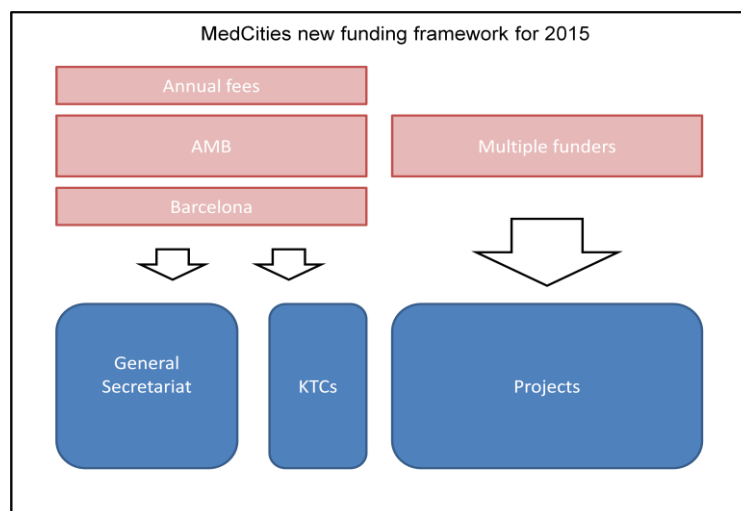 MedCities new funding framework for 2015
Annual fees
AMB
Multiple funders
Barcelona
General
Secretariat
KTCs
Projects